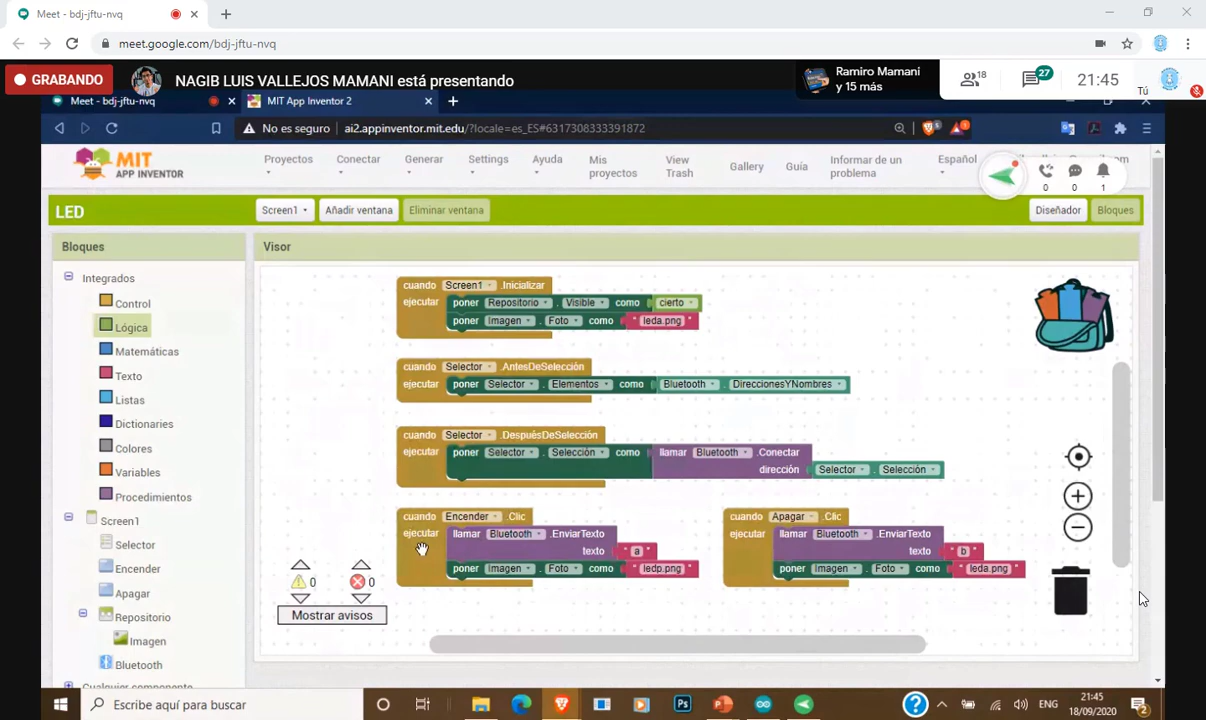 Meet - bdj-jftu-nvq
meet.google.com/bdj-jftu-nvq
GRABANDO
NAGIB LUIS VALLEJOS MAMANI está presentando
Ramiro Mamani
y 15 más
18
27
21:45
Tú
Meet - bdj-jftu-nvq
MIT App Inventor 2
No es seguro
ai2.appinventor.mit.edu/?locale=es_ES#6317308333391872
MIT
APP INVENTOR
Proyectos
Conectar
Generar
Settings
Ayuda
Mis
proyectos
View
Trash
Gallery
Guía
Informar de un
problema
Español
0
0
1
LED
Screen1
Añadir ventana
Eliminar ventana
Diseñador
Bloques
Bloques
Visor
Integrados
Control
Lógica
Matemáticas
Texto
Listas
Dictionaries
Colores
Variables
Procedimientos
Screen1
Selector
Encender
Apagar
Repositorio
Imagen
Bluetooth
Cualquier componente
cuando Screen1 .Inicializar
ejecutar poner Repositorio . Visible como cierto
poner Imagen . Foto como " leda.png "
cuando Selector .AntesDeSelección
ejecutar poner Selector . Elementos como Bluetooth . DireccionesYNombres
cuando Selector .DespuésDeSelección
ejecutar poner Selector . Selección como llamar Bluetooth .Conectar
dirección Selector . Selección
cuando Encender .Clic
ejecutar llamar Bluetooth .EnviarTexto
texto " a "
poner Imagen . Foto como " ledp.png "
cuando Apagar .Clic
ejecutar llamar Bluetooth .EnviarTexto
texto " b "
poner Imagen . Foto como " leda.png "
0
0
Mostrar avisos
Escribe aquí para buscar
ENG
21:45
18/09/2020
2